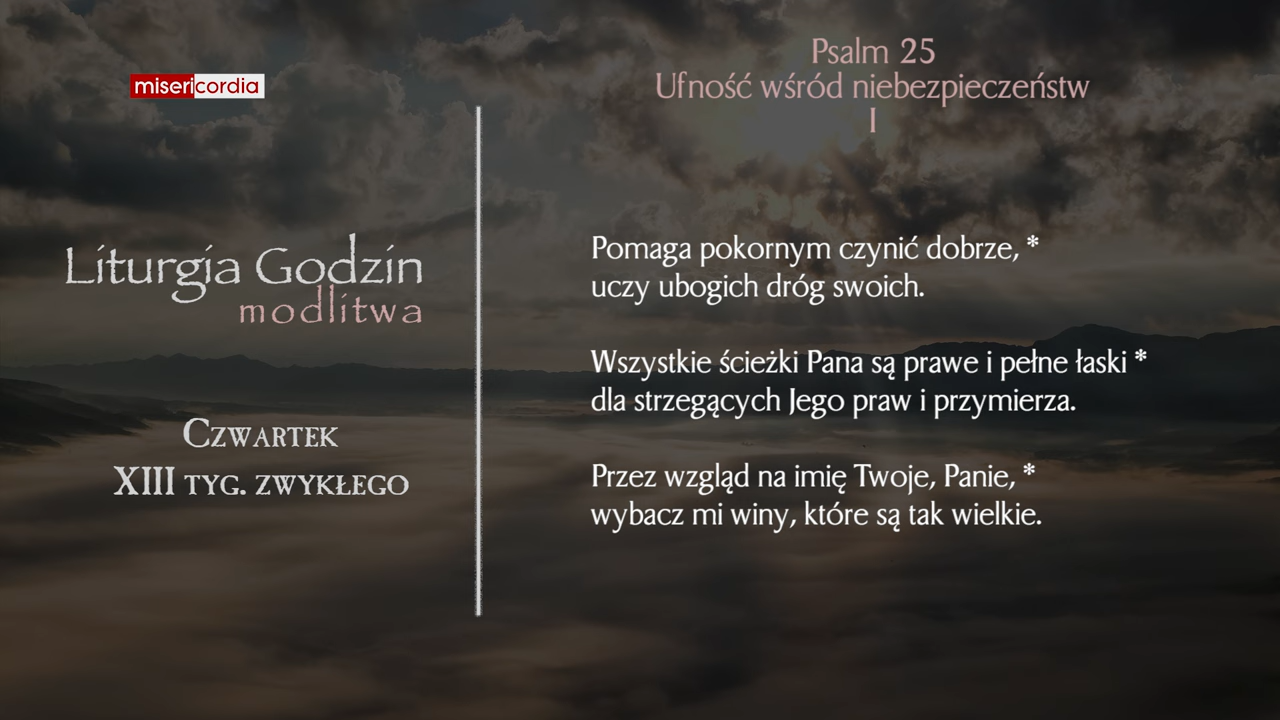 misericordia
Liturgia Godzin
modlitwa
Czwartek
XIII tyg. zwykłego
Psalm 25
Ufność wśród niebezpieczeństw
I
Pomaga pokornym czynić dobrze, *
uczy ubogich dróg swoich.
Wszystkie ścieżki Pana są prawe i pełne łaski *
dla strzegących Jego praw i przymierza.
Przez wzgląd na imię Twoje, Panie, *
wybacz mi winy, które są tak wielkie.